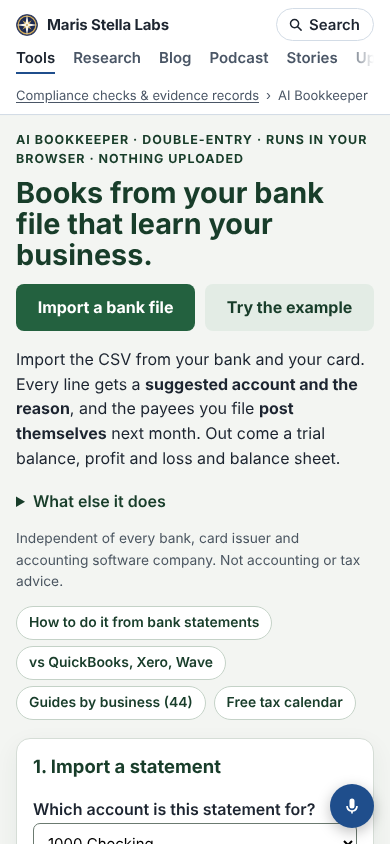 Maris Stella Labs
Search
Tools Research Blog Podcast Stories Up
Compliance checks & evidence records › AI Bookkeeper
AI BOOKKEEPER · DOUBLE-ENTRY · RUNS IN YOUR
BROWSER · NOTHING UPLOADED
Books from your bank
file that learn your
business.
Import a bank file
Try the example
Import the CSV from your bank and your card.
Every line gets a suggested account and the
reason, and the payees you file post
themselves next month. Out come a trial
balance, profit and loss and balance sheet.
What else it does
Independent of every bank, card issuer and
accounting software company. Not accounting or tax
advice.
How to do it from bank statements
vs QuickBooks, Xero, Wave
Guides by business (44)
Free tax calendar
1. Import a statement
Which account is this statement for?
1000 Checking